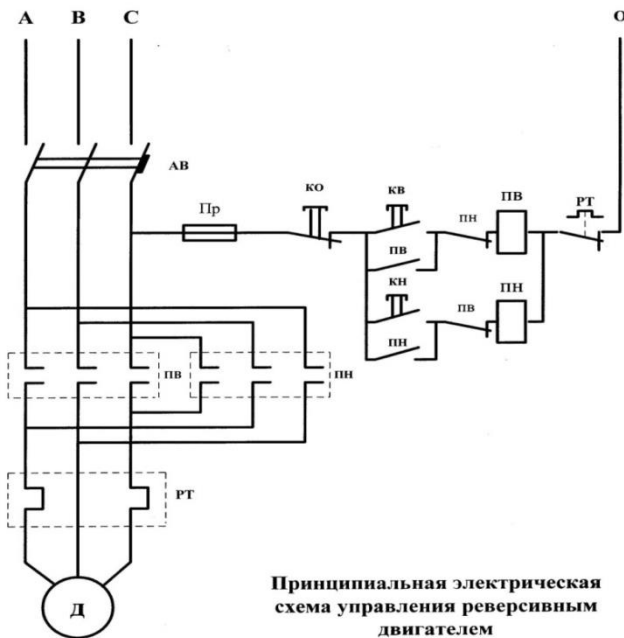 А В С О
АВ
Пр КО КВ ПН ПВ РТ
ПВ
КН ПВ ПН
ПН
ПВ ПН
РТ
Д
Принципиальная электрическая
схема управления реверсивным
двигателем